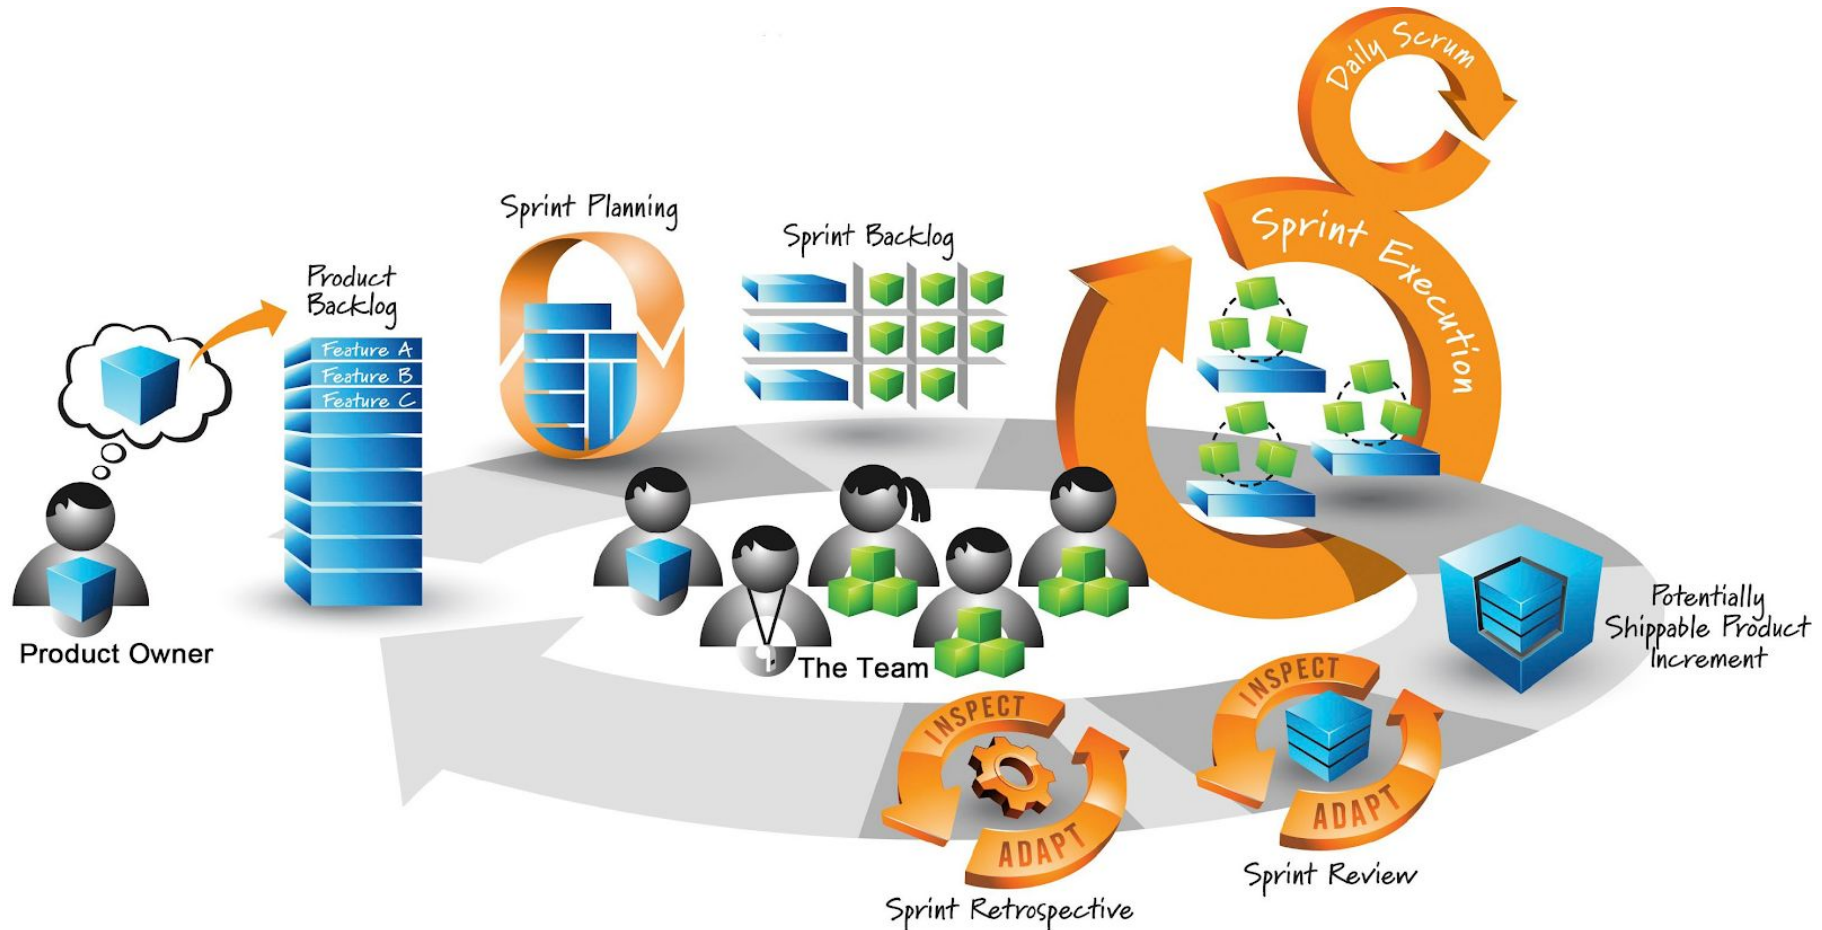 Daily Scrum
Sprint Execution
Sprint Planning
Sprint Backlog
Product
Backlog
Feature A
Feature B
Feature C
Product Owner
The Team
Potentially
Shippable Product
Increment
INSPECT
ADAPT
Sprint Review
INSPECT
ADAPT
Sprint Retrospective